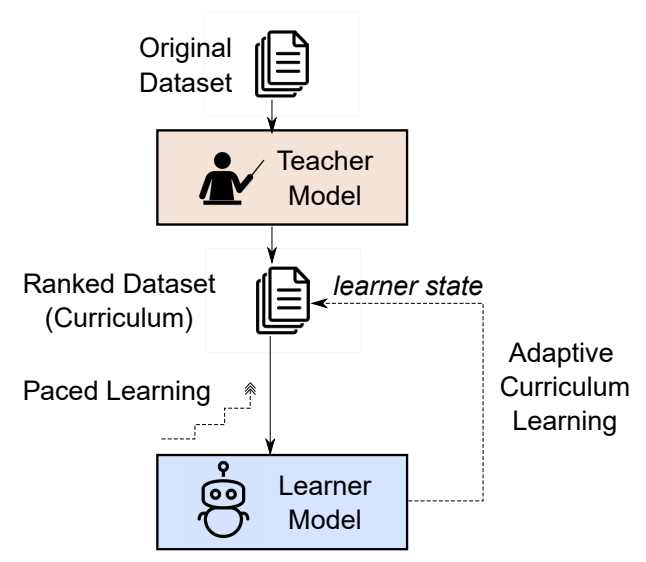 Original
Dataset
Teacher
Model
Ranked Dataset
(Curriculum)
learner state
Paced Learning
Adaptive
Curriculum
Learning
Learner
Model